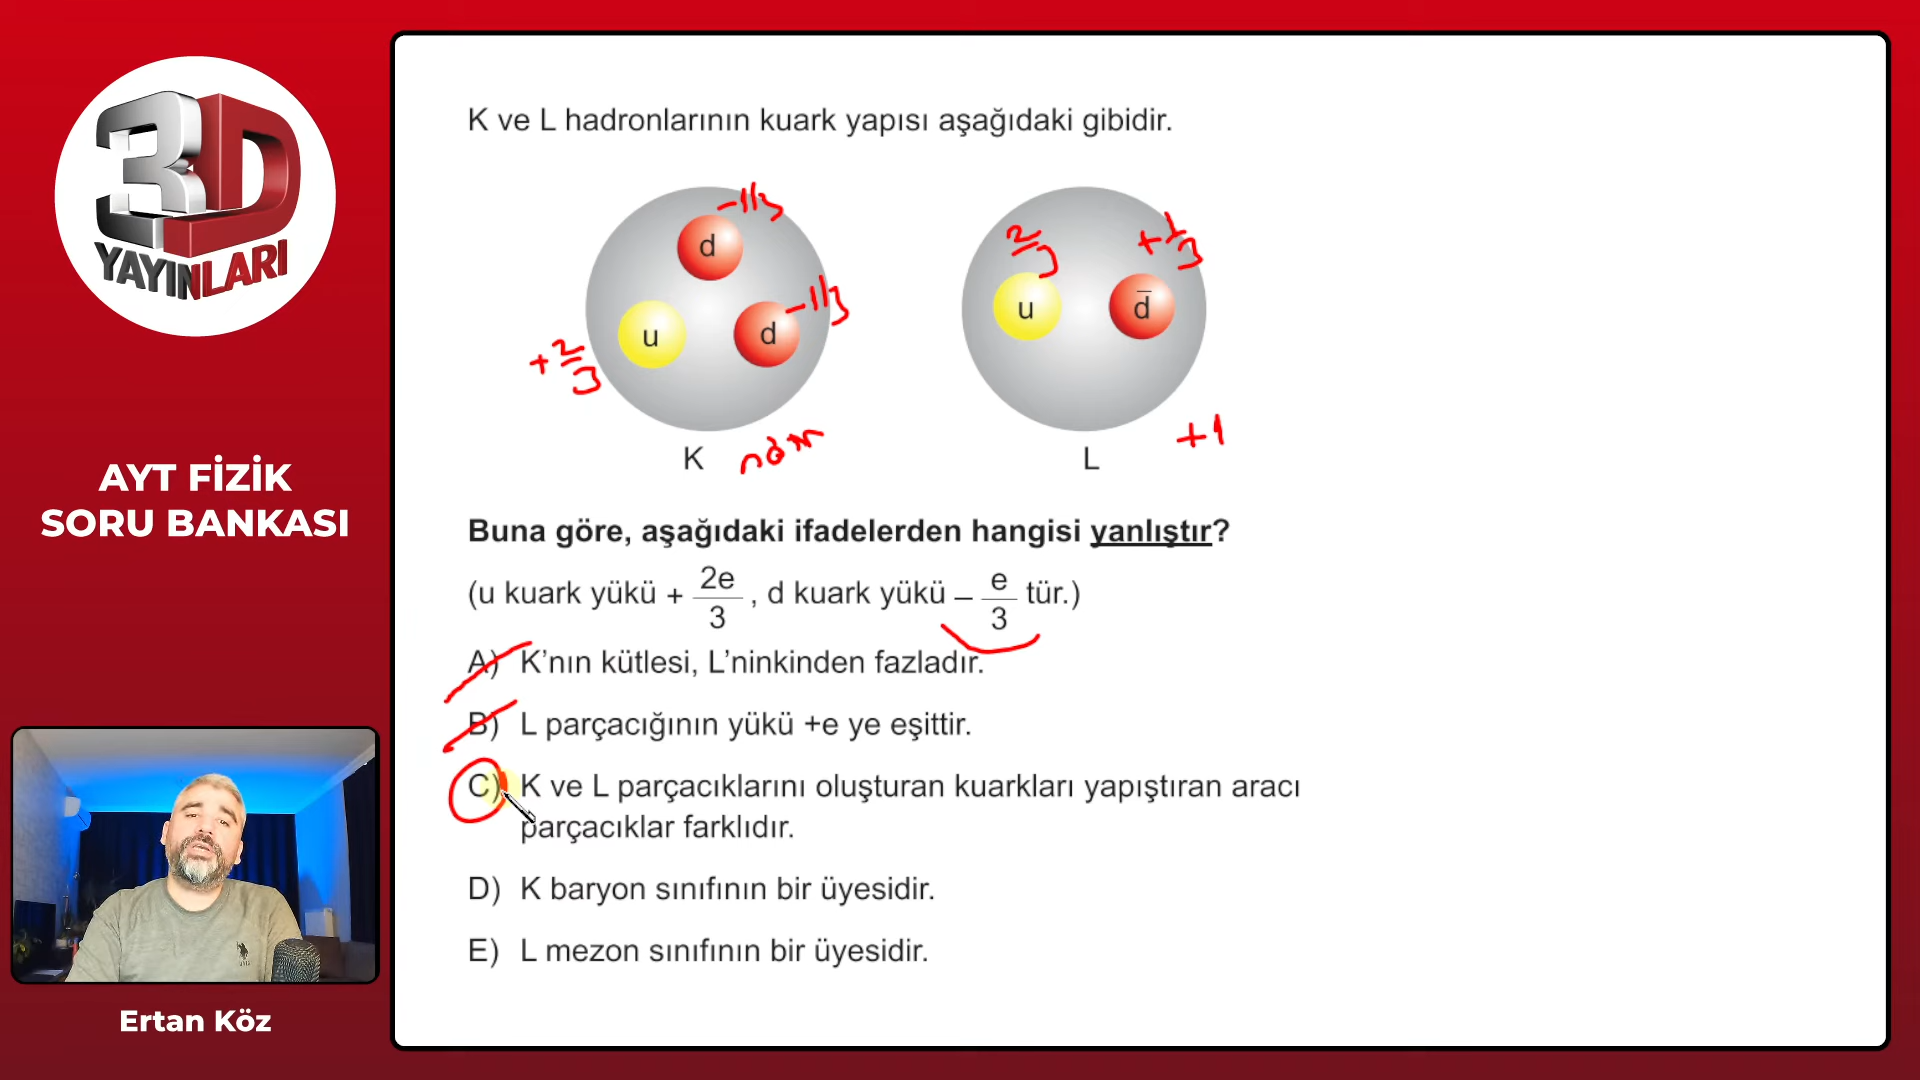 3D
YAYINLARI
AYT FİZİK
SORU BANKASI
Ertan Köz
K ve L hadronlarının kuark yapısı aşağıdaki gibidir.
d -1/3
u +2/3
d -1/3
K nötr
u 2/3
d̄ +1/3
L +1
Buna göre, aşağıdaki ifadelerden hangisi yanlıştır?
(u kuark yükü + 2e/3 , d kuark yükü – e/3 tür.)
A) K’nın kütlesi, L’ninkinden fazladır.
B) L parçacığının yükü +e ye eşittir.
C) K ve L parçacıklarını oluşturan kuarkları yapıştıran aracı
parçacıklar farklıdır.
D) K baryon sınıfının bir üyesidir.
E) L mezon sınıfının bir üyesidir.